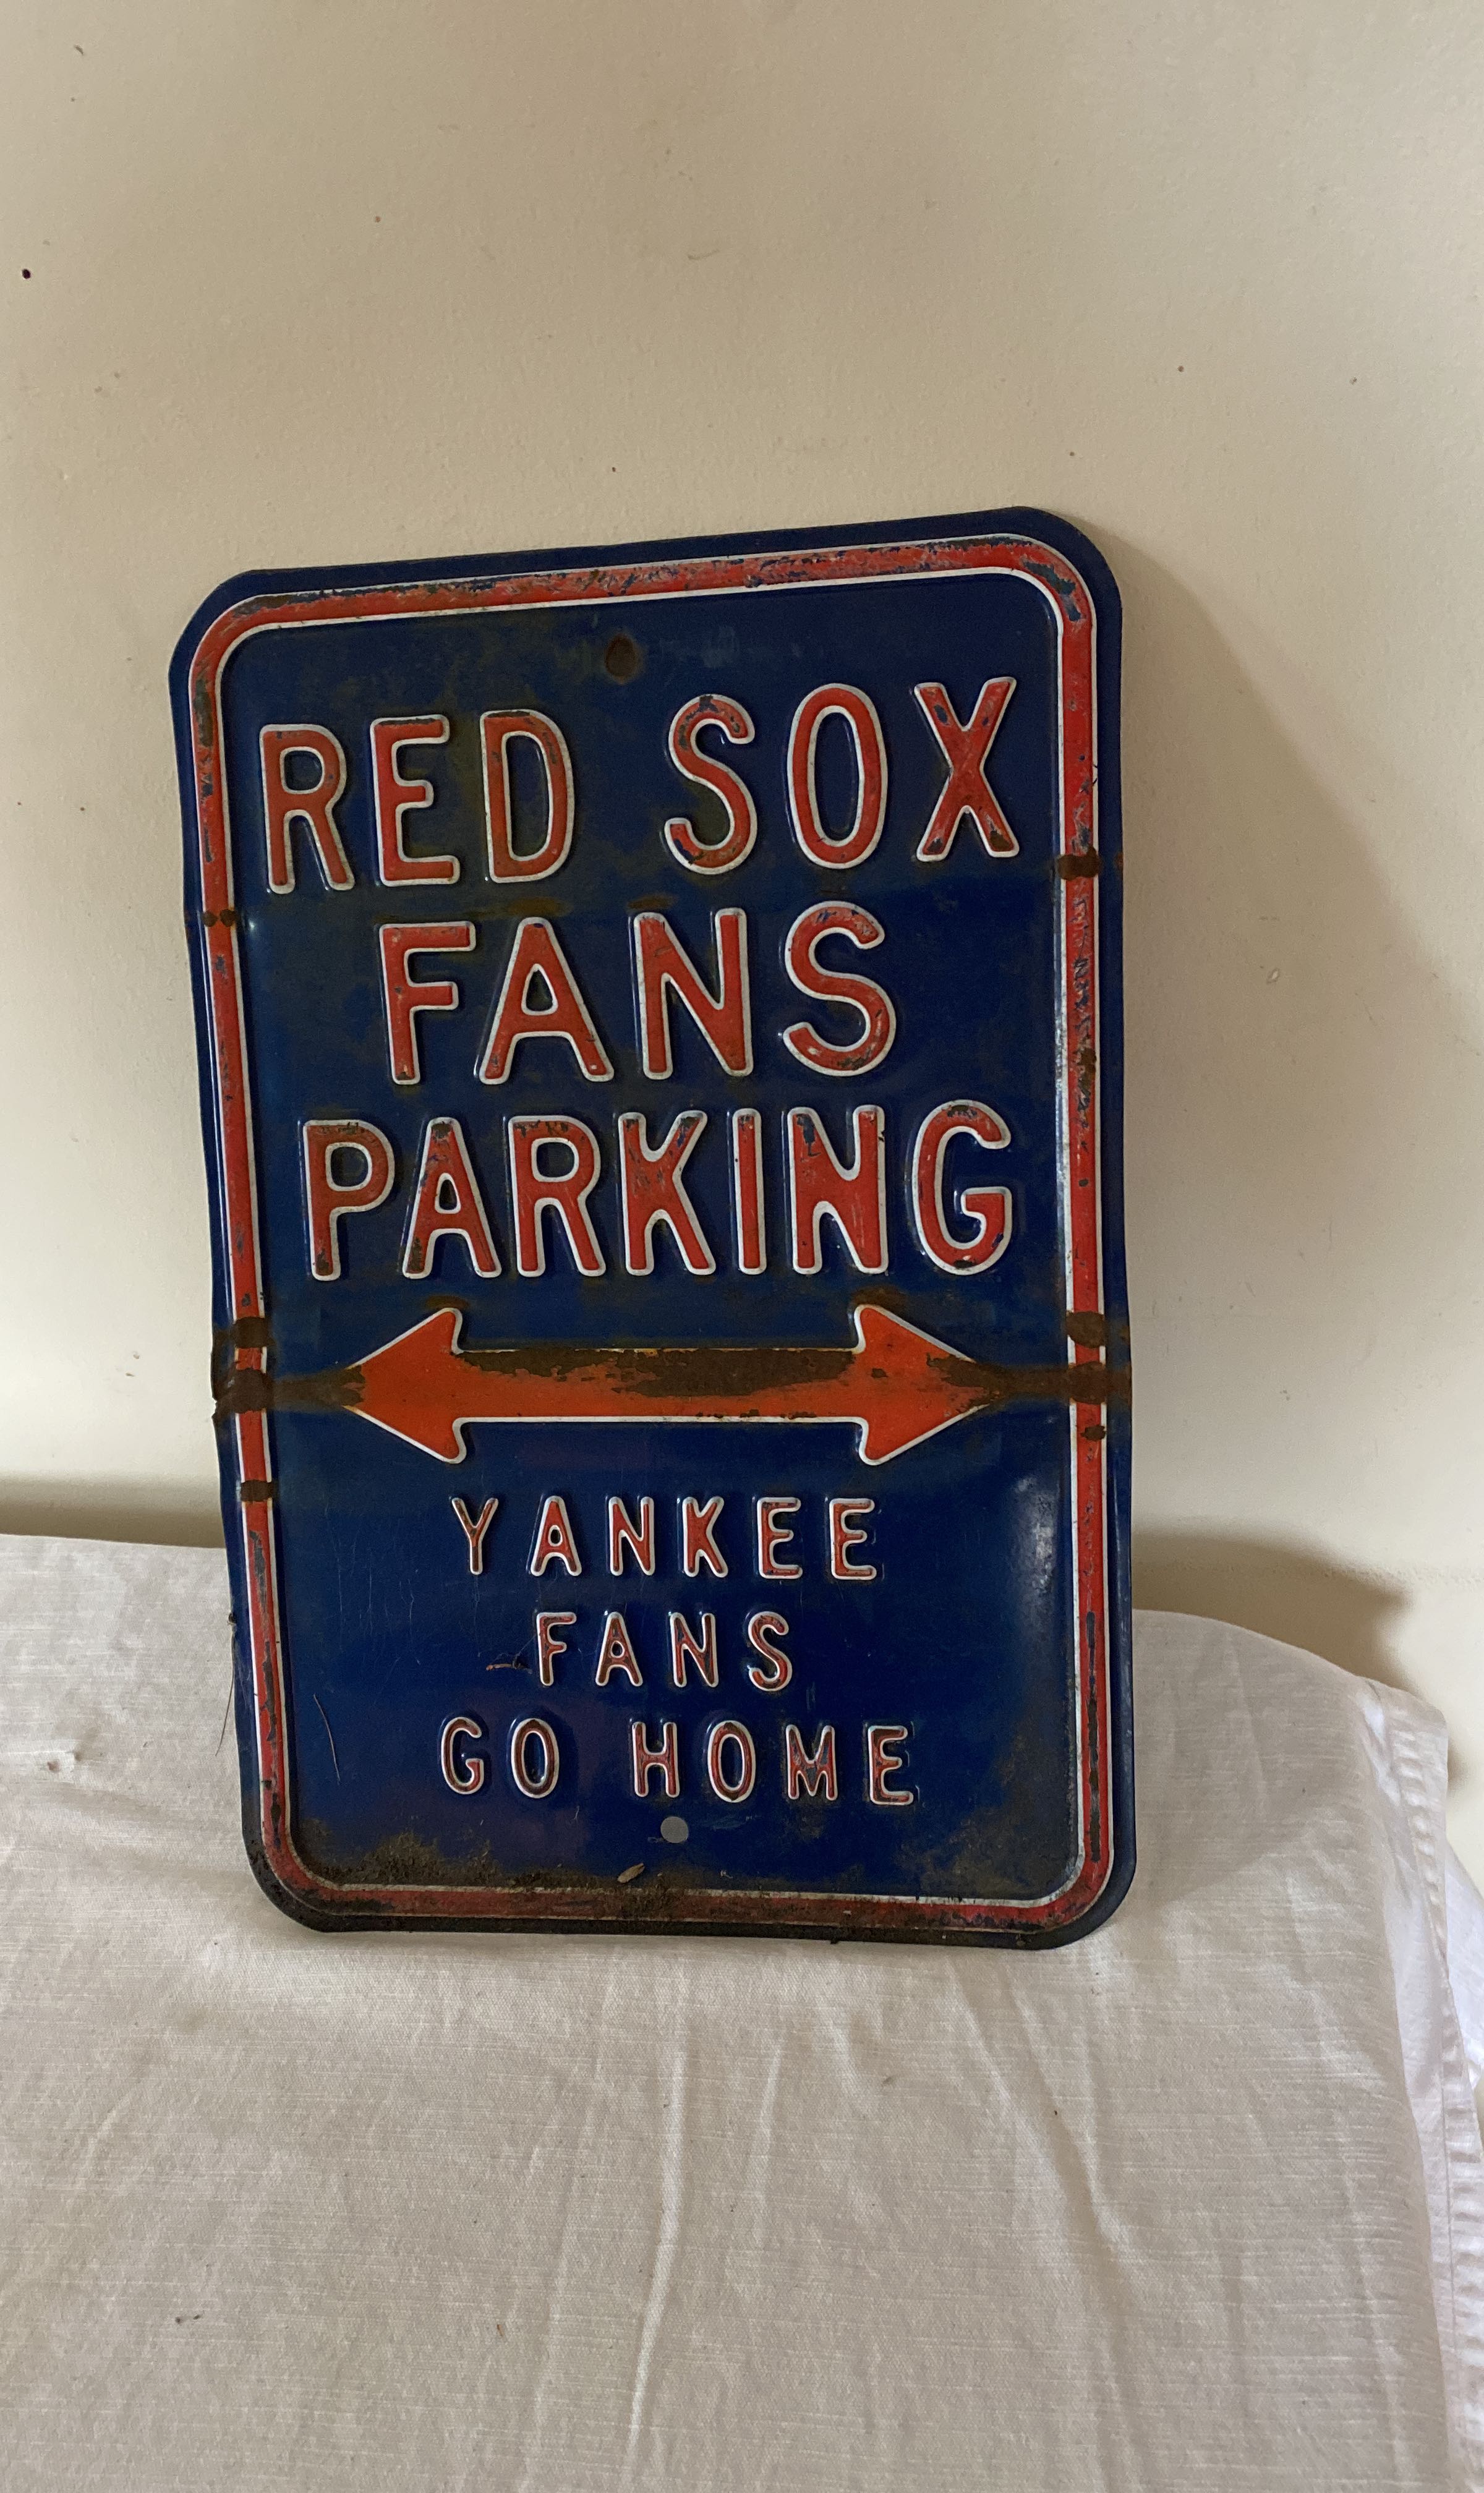 RED SOX
FANS
PARKING
YANKEE
FANS
GO HOME